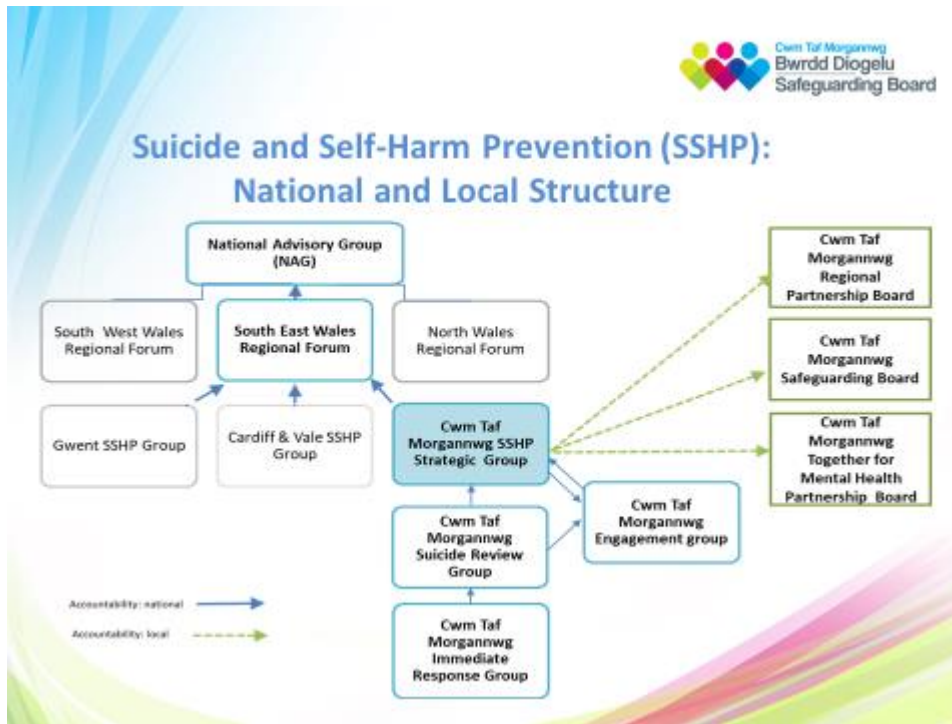 Cwm Taf Morgannwg
Bwrdd Diogelu
Safeguarding Board
Suicide and Self-Harm Prevention (SSHP):
National and Local Structure
National Advisory Group
(NAG)
South West Wales
Regional Forum
South East Wales
Regional Forum
North Wales
Regional Forum
Gwent SSHP Group
Cardiff & Vale SSHP
Group
Cwm Taf
Morgannwg SSHP
Strategic Group
Cwm Taf
Morgannwg
Regional
Partnership Board
Cwm Taf
Morgannwg
Safeguarding Board
Cwm Taf
Morgannwg
Together for
Mental Health
Partnership Board
Cwm Taf
Morgannwg
Engagement group
Cwm Taf
Morgannwg
Suicide Review
Group
Cwm Taf
Morgannwg
Immediate
Response Group
Accountability: national
Accountability: local